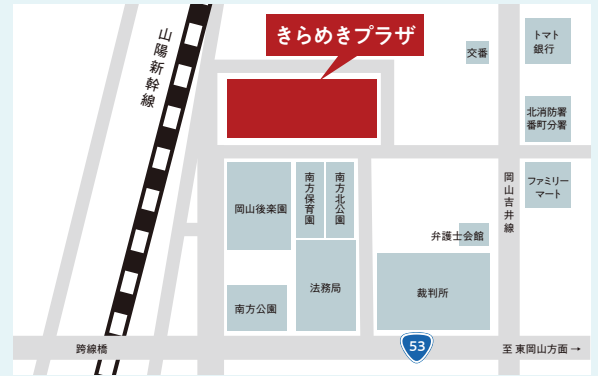 きらめきプラザ
山陽新幹線
交番
トマト
銀行
北消防署
番町分署
ファミリー
マート
岡山吉井線
岡山後楽園
南方保育園
南方北公園
弁護士会館
法務局
裁判所
南方公園
跨線橋
53
至 東岡山方面→